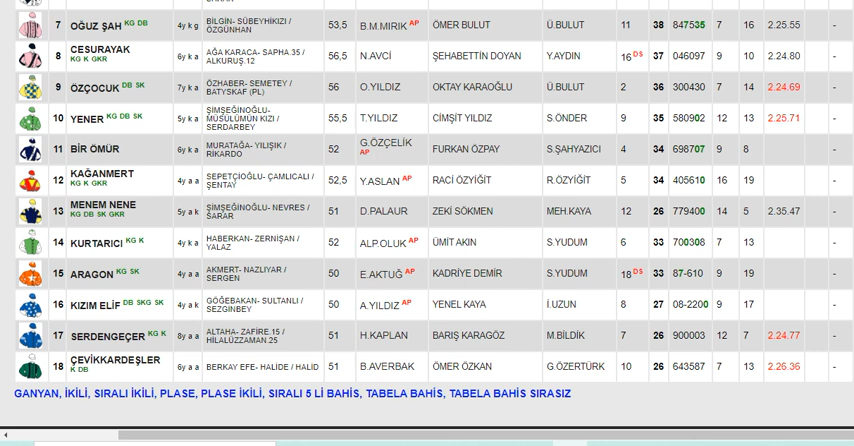 7 OĞUZ ŞAH KG DB 4y k g BİLGİN- SÜBEYHİKIZI / ÖZGÜNHAN 53,5 B.M.MIRIK AP ÖMER BULUT Ü.BULUT 11 38 847535 7 16 2.25.55 -
8 CESURAYAK KG K GKR 6y k a AĞA KARACA- SAPHA.35 / ALKURUŞ.12 56,5 N.AVCİ ŞEHABETTİN DOYAN Y.AYDIN 16 DS 37 046097 9 10 2.24.80 -
9 ÖZÇOCUK DB SK 7y k a ÖZHABER- SEMETEY / BATYSKAF (PL) 56 O.YILDIZ OKTAY KARAOĞLU Ü.BULUT 2 36 300430 7 14 2.24.69 -
10 YENER KG DB SK 5y k a ŞİMŞEĞİNOĞLU- MÜSÜLÜMÜN KIZI / SERDARBEY 55,5 T.YILDIZ CİMŞİT YILDIZ S.ÖNDER 9 35 580902 12 13 2.25.71 -
11 BİR ÖMÜR 6y k a MURATAĞA- YILIŞIK / RİKARDO 52 G.ÖZÇELİK AP FURKAN ÖZPAY S.ŞAHYAZICI 4 34 698707 9 8 -
12 KAĞANMERT KG K GKR 4y a a SEPETÇİOĞLU- ÇAMLICALI / ŞENTAY 52,5 Y.ASLAN AP RACİ ÖZYİĞİT R.ÖZYİĞİT 5 34 405610 16 19 -
13 MENEM NENE KG DB SK GKR 5y a k ŞİMŞEĞİNOĞLU- NEVRES / SARAR 51 D.PALAUR ZEKİ SÖKMEN MEH.KAYA 12 26 779400 14 5 2.35.47 -
14 KURTARICI KG K 4y k a HABERKAN- ZERNİŞAN / YALAZ 52 ALP.OLUK AP ÜMİT AKIN S.YUDUM 6 33 700308 7 13 -
15 ARAGON KG SK 4y a a AKMERT- NAZLIYAR / SERGEN 50 E.AKTUĞ AP KADRİYE DEMİR S.YUDUM 18 DS 33 87-610 9 19 -
16 KIZIM ELİF DB SKG SK 4y a k GÖĞEBAKAN- SULTANLI / SEZGİNBEY 50 A.YILDIZ AP YENEL KAYA İ.UZUN 8 27 08-2200 9 17 -
17 SERDENGEÇER KG K 8y a a ALTAHA- ZAFİRE.15 / HİLALÜZZAMAN.25 51 H.KAPLAN BARIŞ KARAGÖZ M.BİLDİK 7 26 900003 12 7 2.24.77 -
18 ÇEVİKKARDEŞLER K DB 6y a a BERKAY EFE- HALİDE / HALİD 51 B.AVERBAK ÖMER ÖZKAN G.ÖZERTÜRK 10 26 643587 7 13 2.26.36 -
GANYAN, İKİLİ, SIRALI İKİLİ, PLASE, PLASE İKİLİ, SIRALI 5 Lİ BAHİS, TABELA BAHİS, TABELA BAHİS SIRASIZ